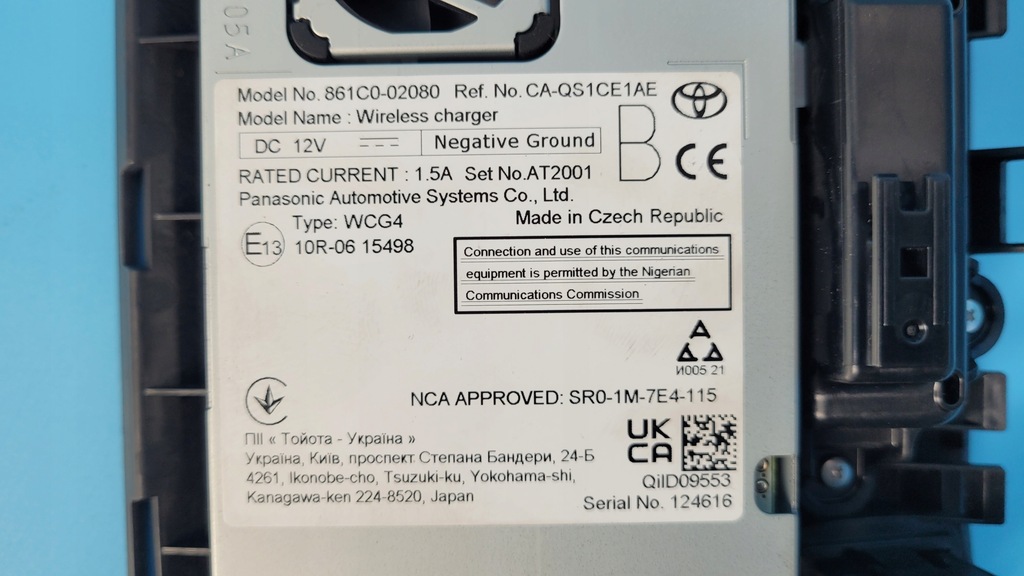 05A
Model No. 861C0-02080 Ref. No. CA-QS1CE1AE
Model Name : Wireless charger
DC 12V Negative Ground
B
CE
RATED CURRENT : 1.5A Set No.AT2001
Panasonic Automotive Systems Co., Ltd.
Made in Czech Republic
E13
Type: WCG4
10R-06 15498
Connection and use of this communications
equipment is permitted by the Nigerian
Communications Commission
И005 21
NCA APPROVED: SR0-1M-7E4-115
UK
CA
ПІІ « Тойота - Україна »
Україна, Київ, проспект Степана Бандери, 24-Б
4261, Ikonobe-cho, Tsuzuki-ku, Yokohama-shi,
Kanagawa-ken 224-8520, Japan
QiID09553
Serial No. 124616